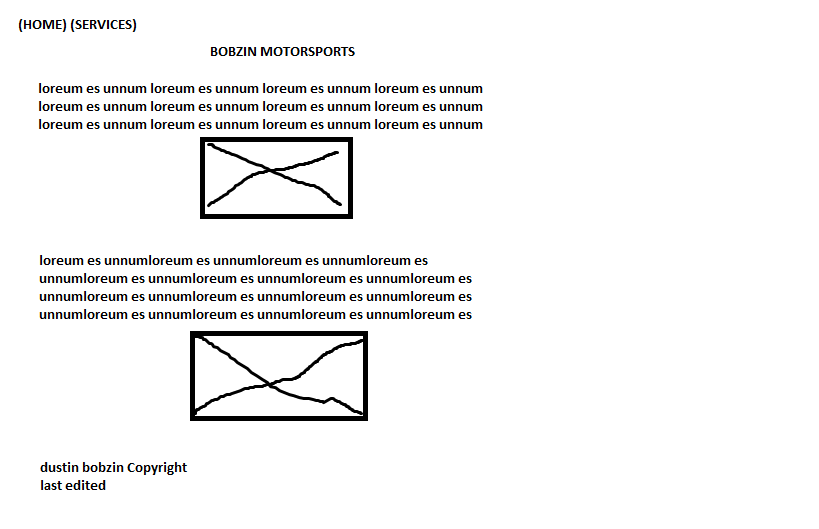 (HOME) (SERVICES)
BOBZIN MOTORSPORTS
loreum es unnum loreum es unnum loreum es unnum loreum es unnum
loreum es unnum loreum es unnum loreum es unnum loreum es unnum
loreum es unnum loreum es unnum loreum es unnum loreum es unnum
loreum es unnumloreum es unnumloreum es unnumloreum es
unnumloreum es unnumloreum es unnumloreum es unnumloreum es
unnumloreum es unnumloreum es unnumloreum es unnumloreum es
unnumloreum es unnumloreum es unnumloreum es unnumloreum es
dustin bobzin Copyright
last edited